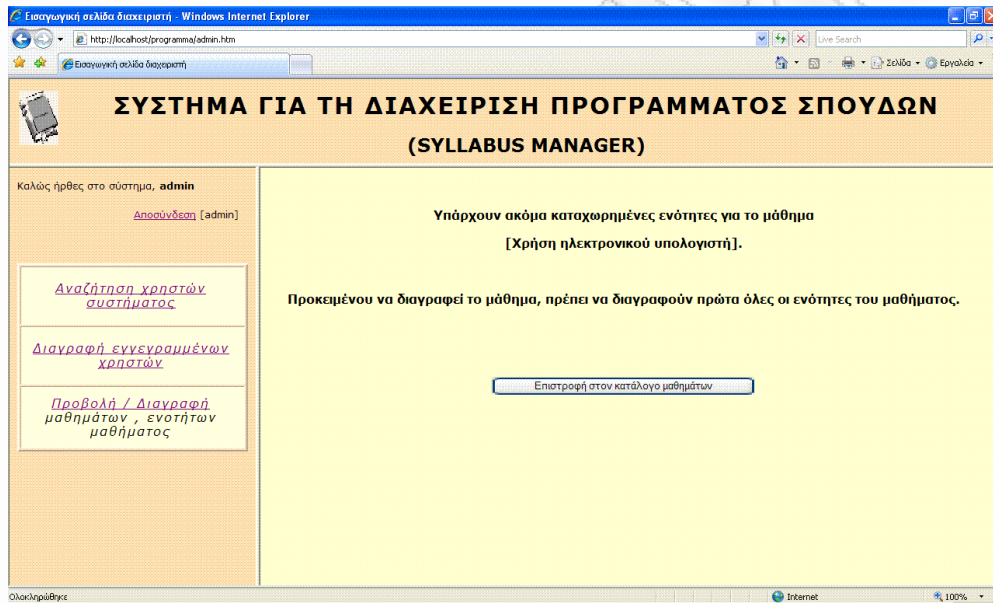 Εισαγωγική σελίδα διαχειριστή - Windows Internet Explorer
http://localhost/programma/admin.htm
Live Search
Εισαγωγική σελίδα διαχειριστή
Σελίδα
Εργαλεία
ΣΥΣΤΗΜΑ ΓΙΑ ΤΗ ΔΙΑΧΕΙΡΙΣΗ ΠΡΟΓΡΑΜΜΑΤΟΣ ΣΠΟΥΔΩΝ
(SYLLABUS MANAGER)
Καλώς ήρθες στο σύστημα, admin
Αποσύνδεση [admin]
Αναζήτηση χρηστών
συστήματος
Διαγραφή εγγεγραμμένων
χρηστών
Προβολή / Διαγραφή
μαθημάτων , ενοτήτων
μαθήματος
Υπάρχουν ακόμα καταχωρημένες ενότητες για το μάθημα
[Χρήση ηλεκτρονικού υπολογιστή].
Προκειμένου να διαγραφεί το μάθημα, πρέπει να διαγραφούν πρώτα όλες οι ενότητες του μαθήματος.
Επιστροφή στον κατάλογο μαθημάτων
Ολοκληρώθηκε
Internet
100%